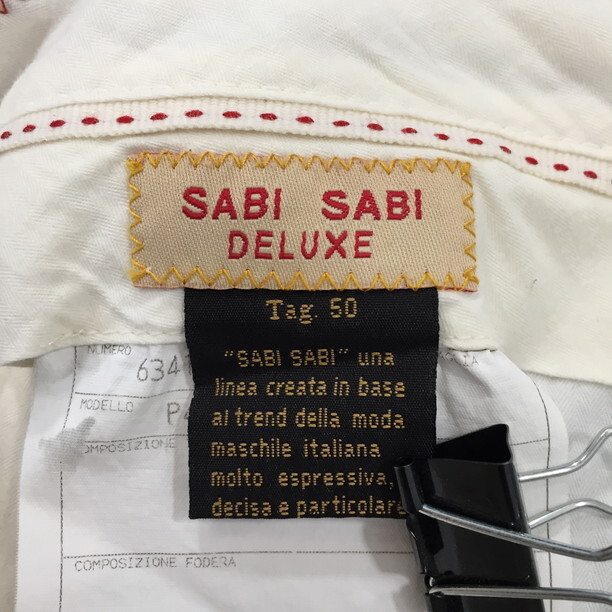 SABI SABI
DELUXE
Tag. 50
"SABI SABI" una
linea creata in base
al trend della moda
maschile italiana
molto espressiva,
decisa e particolare
NUMERO
634
MODELLO P4
COMPOSIZIONE FODERA